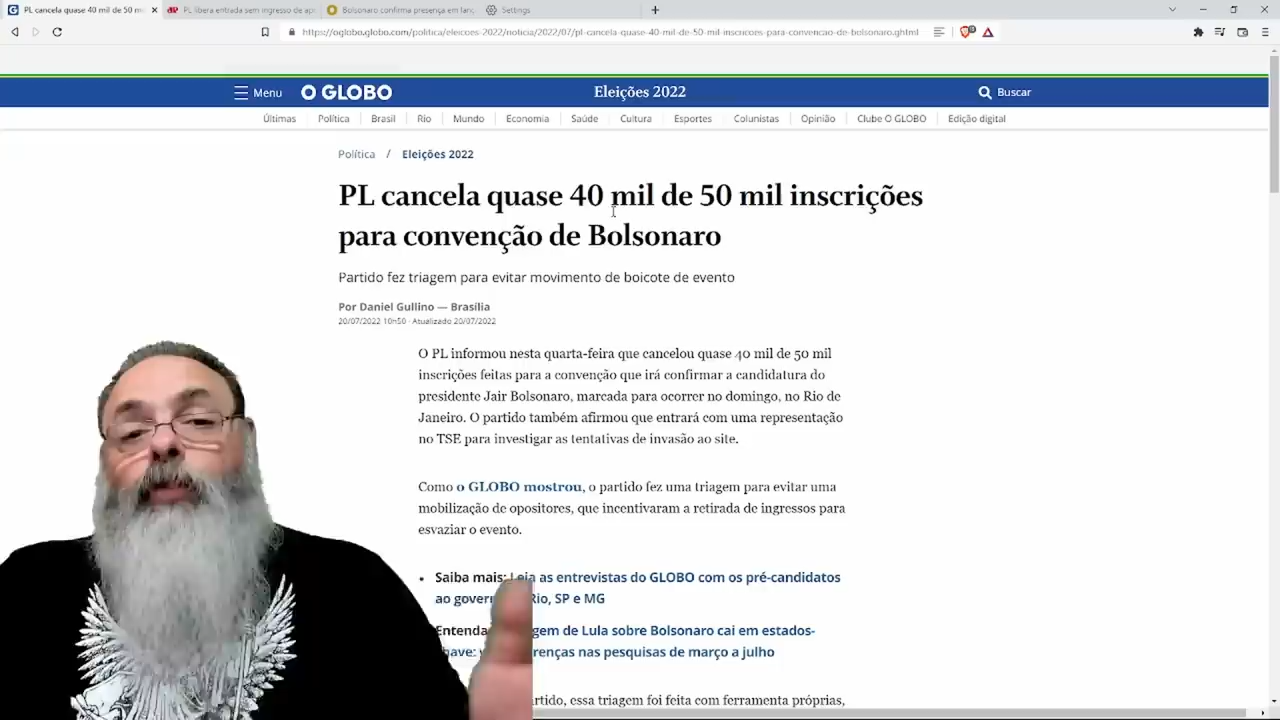 PL cancela quase 40 mil de 50 m
PL libera entrada sem ingresso de ap
Bolsonaro confirma presença em lanç
Settings
https://oglobo.globo.com/politica/eleicoes-2022/noticia/2022/07/pl-cancela-quase-40-mil-de-50-mil-inscricoes-para-convencao-de-bolsonaro.ghtml
Menu O GLOBO Eleições 2022 Buscar
Últimas Política Brasil Rio Mundo Economia Saúde Cultura Esportes Colunistas Opinião Clube O GLOBO Edição digital
Política / Eleições 2022
PL cancela quase 40 mil de 50 mil inscrições
para convenção de Bolsonaro
Partido fez triagem para evitar movimento de boicote de evento
Por Daniel Gullino — Brasília
20/07/2022 10h50 · Atualizado 20/07/2022
O PL informou nesta quarta-feira que cancelou quase 40 mil de 50 mil
inscrições feitas para a convenção que irá confirmar a candidatura do
presidente Jair Bolsonaro, marcada para ocorrer no domingo, no Rio de
Janeiro. O partido também afirmou que entrará com uma representação
no TSE para investigar as tentativas de invasão ao site.
Como o GLOBO mostrou, o partido fez uma triagem para evitar uma
mobilização de opositores, que incentivaram a retirada de ingressos para
esvaziar o evento.
• Saiba mais: Leia as entrevistas do GLOBO com os pré-candidatos
ao gover Rio, SP e MG
Entenda gem de Lula sobre Bolsonaro cai em estados-
have: renças nas pesquisas de março a julho
rtido, essa triagem foi feita com ferramenta próprias,